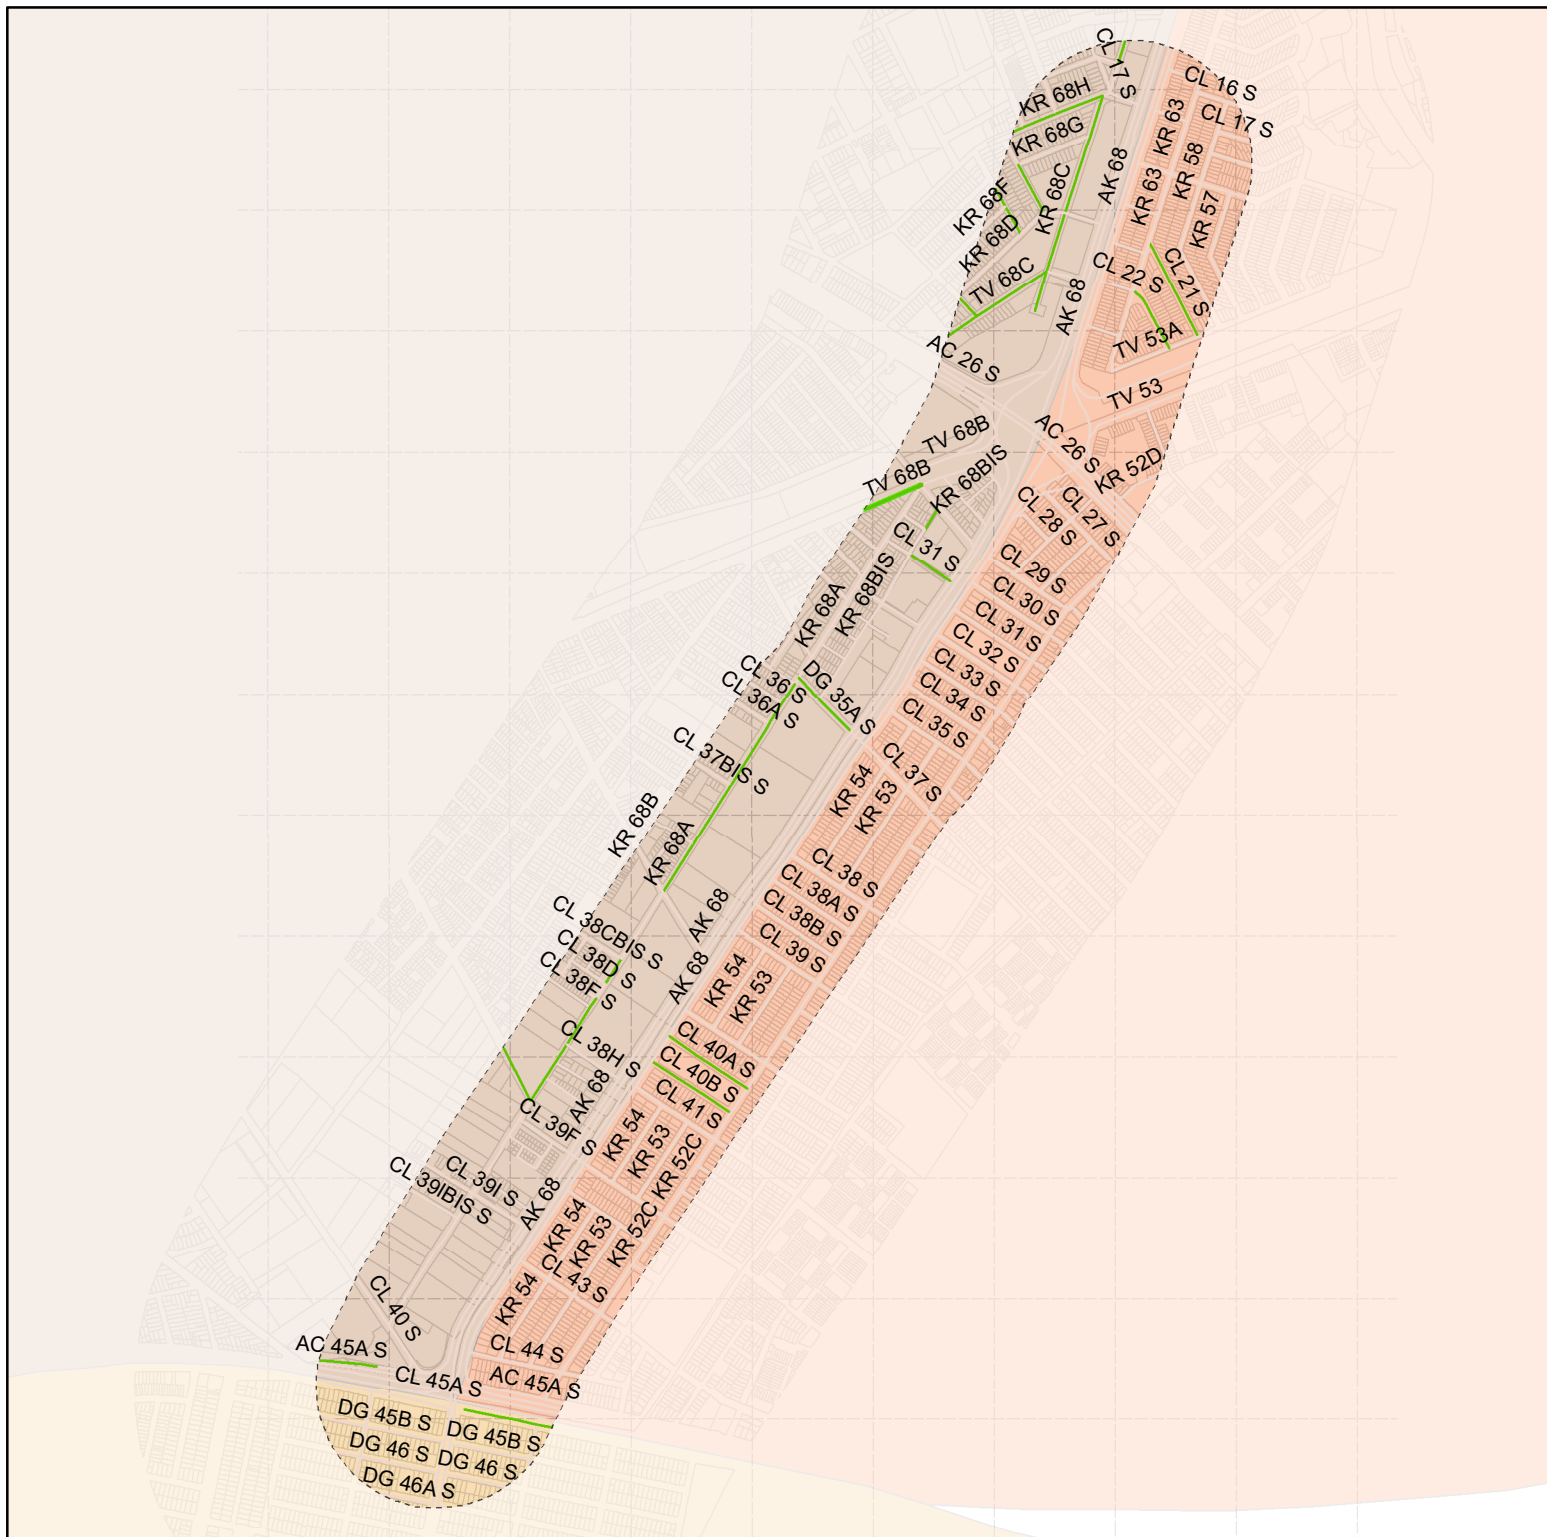 CL 17 S
CL 16 S
KR 68H
KR 63
CL 17 S
KR 68G
AK 68
KR 58
KR 63
KR 68C
KR 68F
KR 57
KR 68D
CL 22 S
CL 21 S
TV 68C
AK 68
TV 53A
AC 26 S
TV 53
TV 68B
AC 26 S
KR 52D
TV 68B
KR 68BIS
CL 28 S
CL 27 S
CL 31 S
CL 29 S
KR 68BIS
CL 30 S
KR 68A
CL 31 S
CL 32 S
CL 33 S
CL 36 S
DG 35A S
CL 34 S
CL 36A S
CL 35 S
CL 37BIS S
CL 37 S
KR 54
KR 53
KR 68B
KR 68A
CL 38 S
CL 38A S
AK 68
CL 38B S
CL 38CBIS S
CL 39 S
CL 38D S
AK 68
CL 38F S
KR 54
KR 53
CL 38H S
CL 40A S
CL 40B S
AK 68
CL 41 S
CL 39F S
KR 54
KR 53
KR 52C
CL 39I S
CL 39IBIS S
AK 68
KR 54
KR 53
KR 52C
CL 43 S
KR 54
CL 40 S
AC 45A S
CL 44 S
CL 45A S
AC 45A S
DG 45B S
DG 45B S
DG 46 S
DG 46 S
DG 46A S